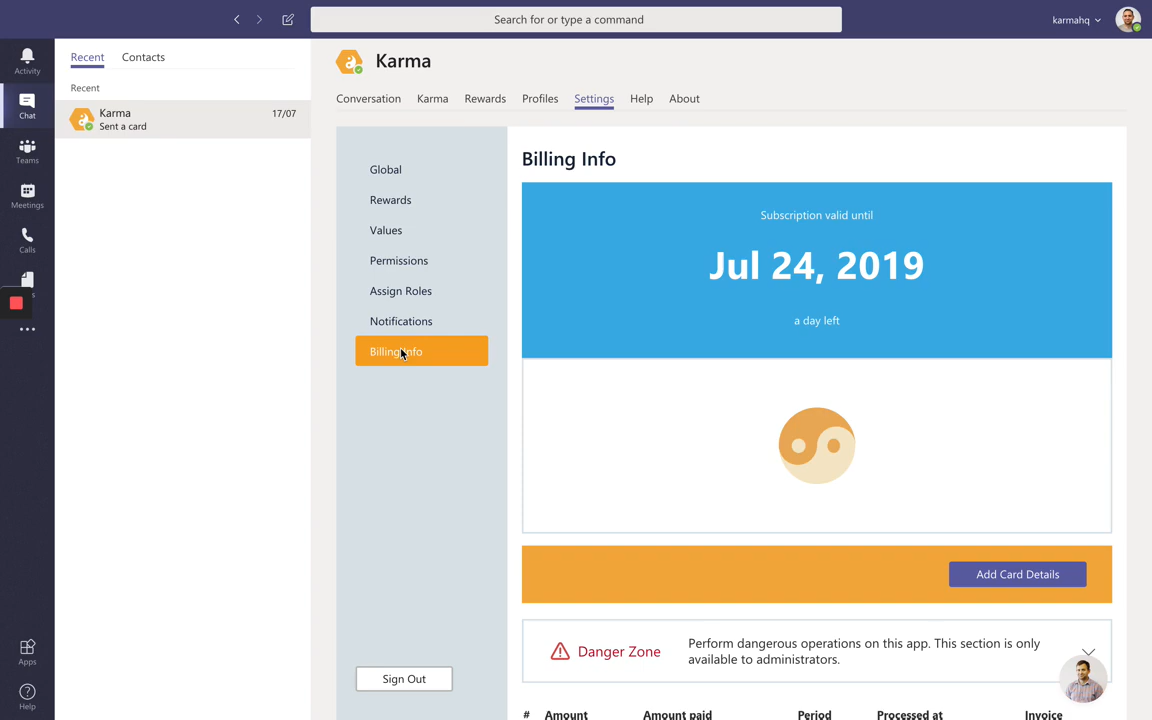 Search for or type a command
karmahq
Activity
Chat
Teams
Meetings
Calls
Apps
Help
Recent
Contacts
Recent
Karma
17/07
Sent a card
Karma
Conversation
Karma
Rewards
Profiles
Settings
Help
About
Global
Rewards
Values
Permissions
Assign Roles
Notifications
Billing Info
Sign Out
Billing Info
Subscription valid until
Jul 24, 2019
a day left
Add Card Details
Danger Zone
Perform dangerous operations on this app. This section is only
available to administrators.
# Amount Amount paid Period Processed at Invoice